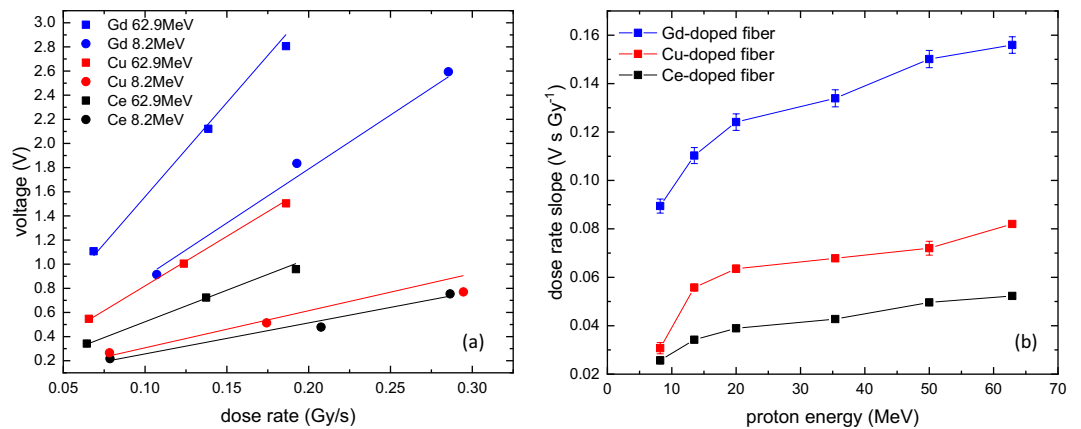 Gd 62.9MeV
Gd 8.2MeV
Cu 62.9MeV
Cu 8.2MeV
Ce 62.9MeV
Ce 8.2MeV
voltage (V)
3.0
2.8
2.6
2.4
2.2
2.0
1.8
1.6
1.4
1.2
1.0
0.8
0.6
0.4
0.2
0.05
0.10
0.15
0.20
0.25
0.30
dose rate (Gy/s)
(a)
Gd-doped fiber
Cu-doped fiber
Ce-doped fiber
dose rate slope (V s Gy⁻¹)
0.16
0.14
0.12
0.10
0.08
0.06
0.04
0.02
0
10
20
30
40
50
60
70
proton energy (MeV)
(b)